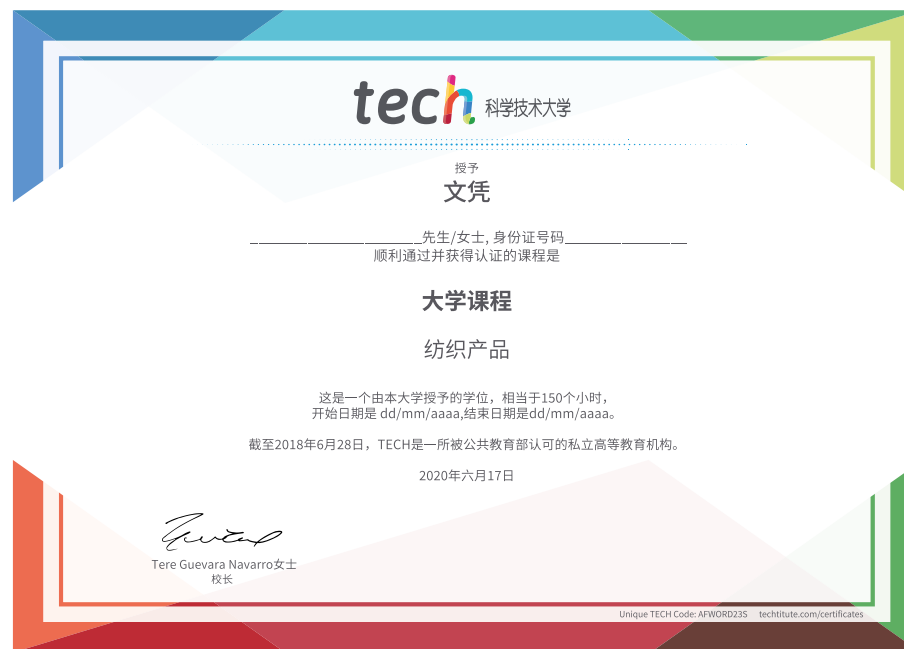 tech 科学技术大学
授予
文凭
______________________先生/女士, 身份证号码________________
顺利通过并获得认证的课程是
大学课程
纺织产品
这是一个由本大学授予的学位，相当于150个小时，
开始日期是 dd/mm/aaaa,结束日期是dd/mm/aaaa。
截至2018年6月28日，TECH是一所被公共教育部认可的私立高等教育机构。
2020年六月17日
Tere Guevara Navarro女士
校长
Unique TECH Code: AFWORD23S techtitute.com/certificates